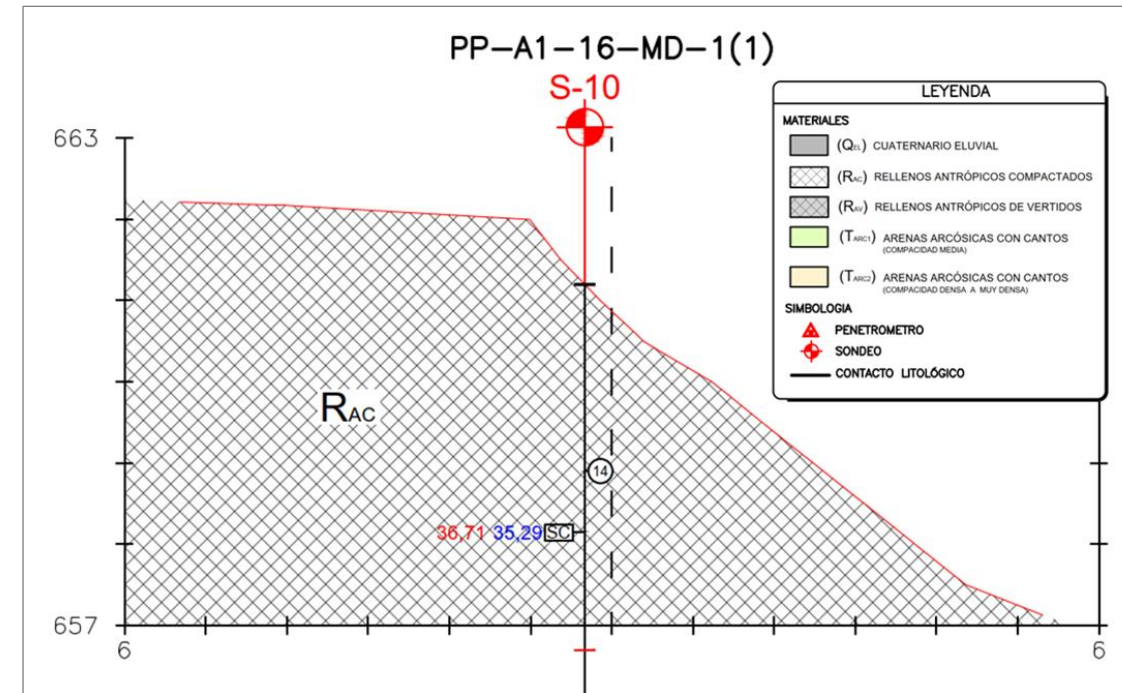 PP-A1-16-MD-1(1)
S-10
663
LEYENDA
MATERIALES
(QEL) CUATERNARIO ELUVIAL
(RAC) RELLENOS ANTRÓPICOS COMPACTADOS
(RAV) RELLENOS ANTRÓPICOS DE VERTIDOS
(TARC1) ARENAS ARCÓSICAS CON CANTOS
(COMPACIDAD MEDIA)
(TARC2) ARENAS ARCÓSICAS CON CANTOS
(COMPACIDAD DENSA A MUY DENSA)
SIMBOLOGIA
PENETROMETRO
SONDEO
CONTACTO LITOLÓGICO
RAC
14
36,71 35,29 SC
657
6 6